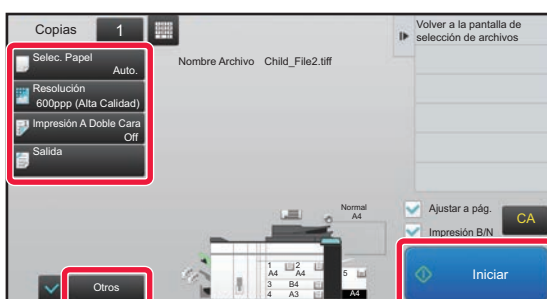 Copias 1
Selec. Papel
Auto.
Resolución
600ppp (Alta Calidad)
Impresión A Doble Cara
Off
Salida
Otros
Nombre Archivo Child_File2.tiff
Normal
A4
1 A4
2 A4
3 B4
4 A3
5 A4
Volver a la pantalla de
selección de archivos
Ajustar a pág.
Impresión B/N
CA
Iniciar